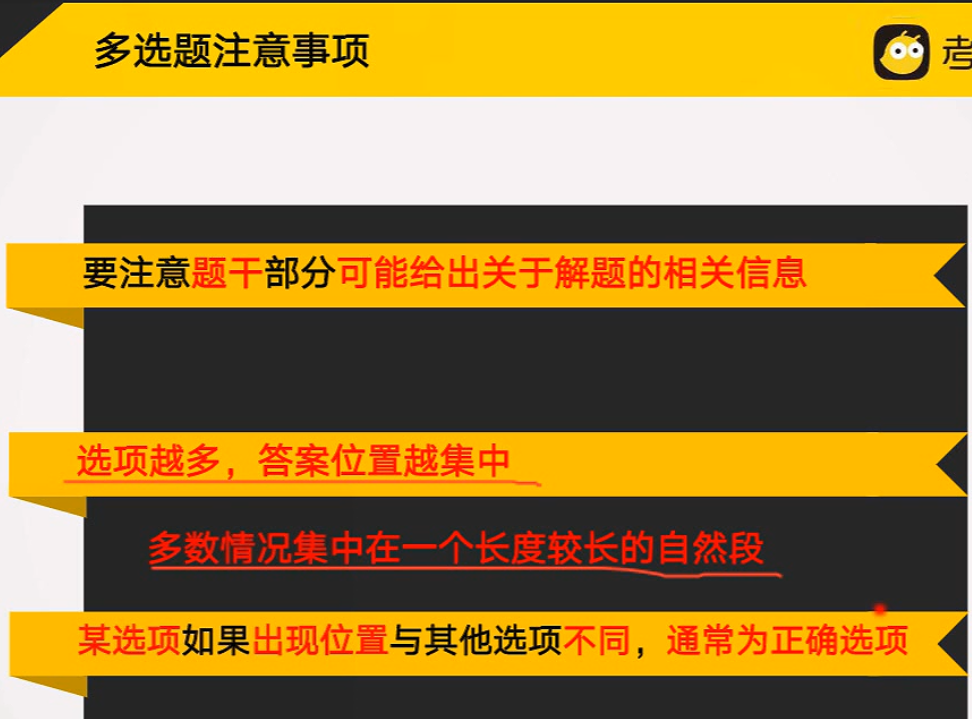 多选题注意事项
考
要注意题干部分可能给出关于解题的相关信息
选项越多，答案位置越集中
多数情况集中在一个长度较长的自然段
某选项如果出现位置与其他选项不同，通常为正确选项